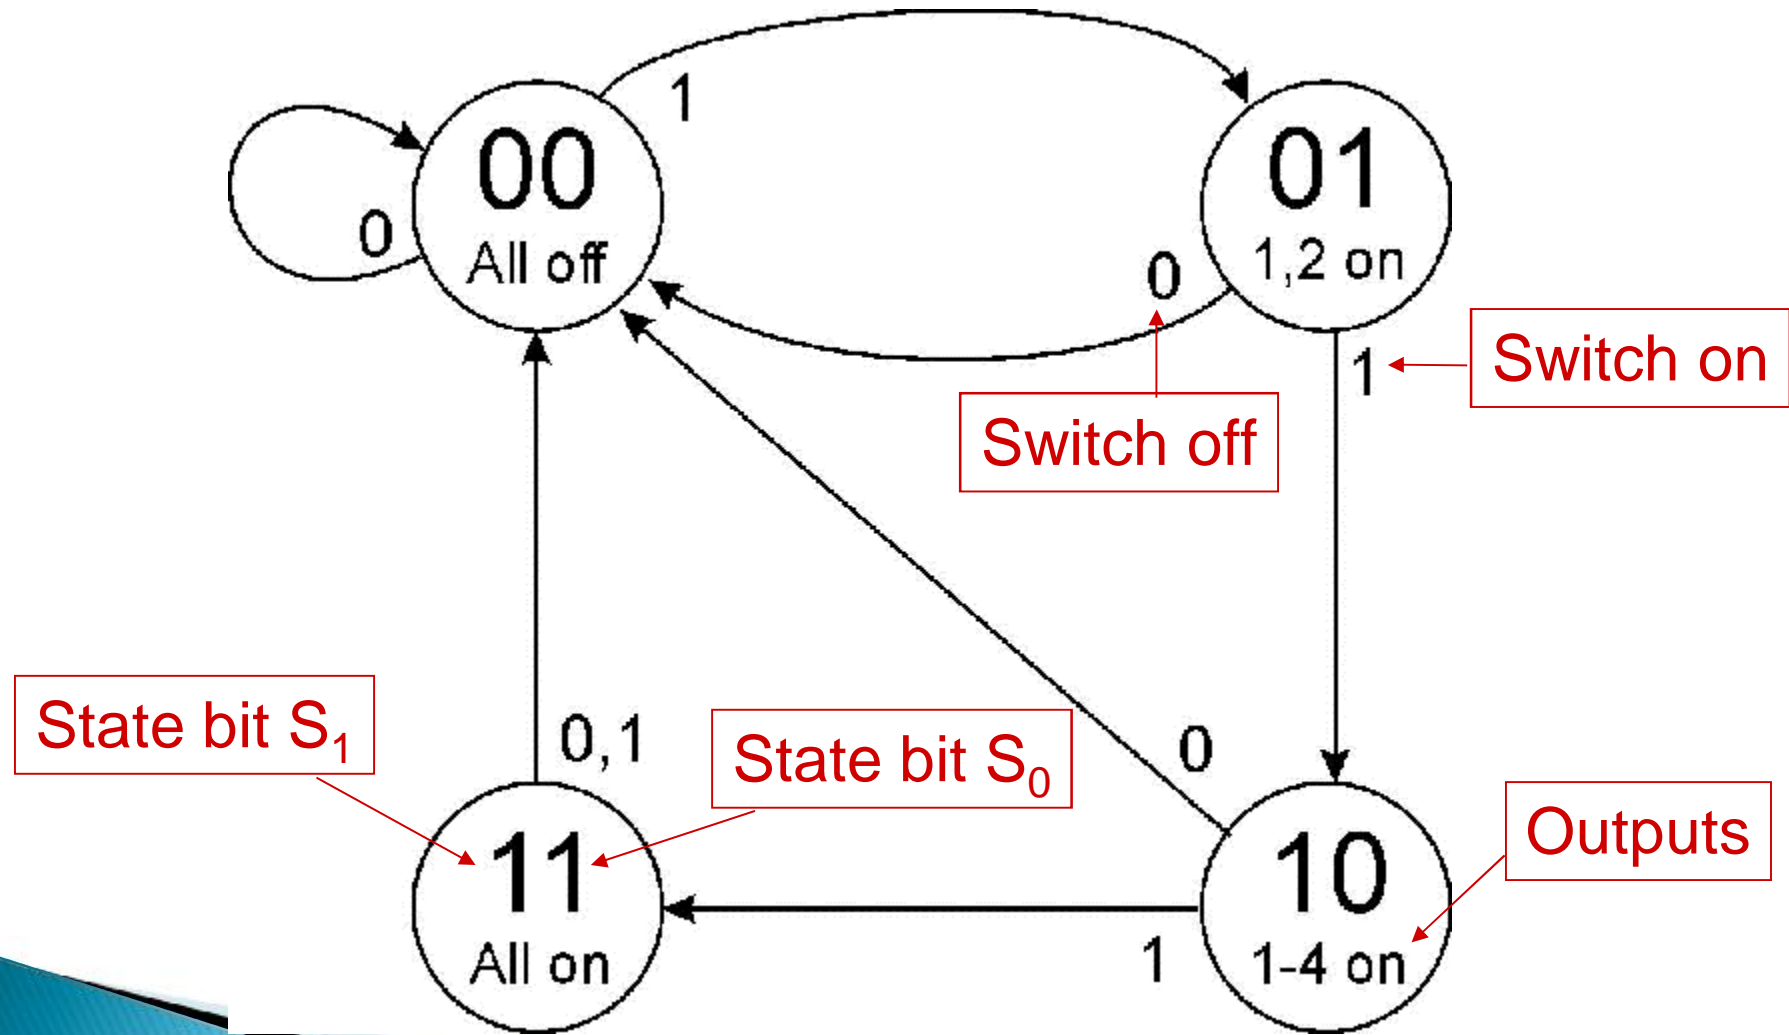 1
00
All off
0
01
1,2 on
0
1
Switch on
Switch off
State bit S₁
0,1
State bit S₀
0
11
All on
1
10
1-4 on
Outputs